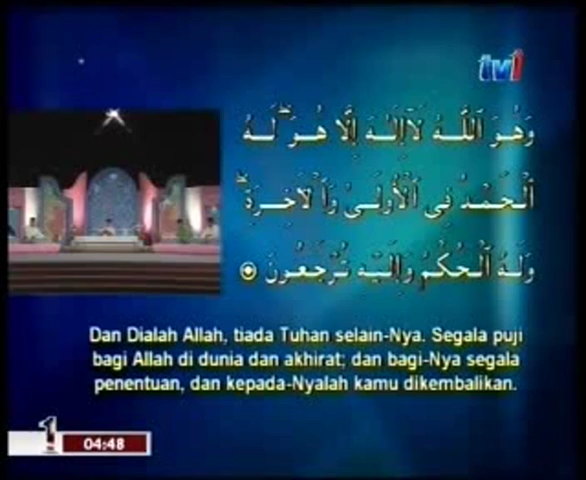 tv1
وَهُوَ اللَّهُ لَآ إِلَٰهَ إِلَّا هُوَ ۖ لَهُ
الْحَمْدُ فِي الْأُولَىٰ وَالْآخِرَةِ ۖ
وَلَهُ الْحُكْمُ وَإِلَيْهِ تُرْجَعُونَ
Dan Dialah Allah, tiada Tuhan selain-Nya. Segala puji
bagi Allah di dunia dan akhirat; dan bagi-Nya segala
penentuan, dan kepada-Nyalah kamu dikembalikan.
1 04:48